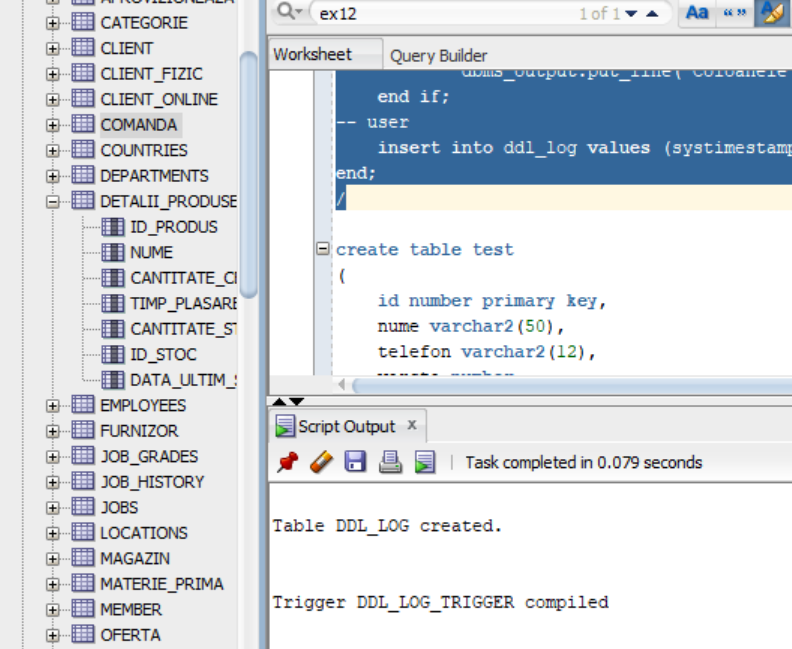 CATEGORIE
CLIENT
CLIENT_FIZIC
CLIENT_ONLINE
COMANDA
COUNTRIES
DEPARTMENTS
DETALII_PRODUSE
ID_PRODUS
NUME
TIMP_PLASARE
ID_STOC
EMPLOYEES
FURNIZOR
JOB_GRADES
JOB_HISTORY
JOBS
LOCATIONS
MAGAZIN
MATERIE_PRIMA
MEMBER
OFERTA
ex12
1 of 1
Aa
“ ”
Worksheet
Query Builder
dbms_output.put_line(
end if;
-- user
insert into ddl_log values (systimestamp
end;
/
create table test
(
id number primary key,
nume varchar2(50),
telefon varchar2(12),
Script Output x
Task completed in 0.079 seconds
Table DDL_LOG created.
Trigger DDL_LOG_TRIGGER compiled